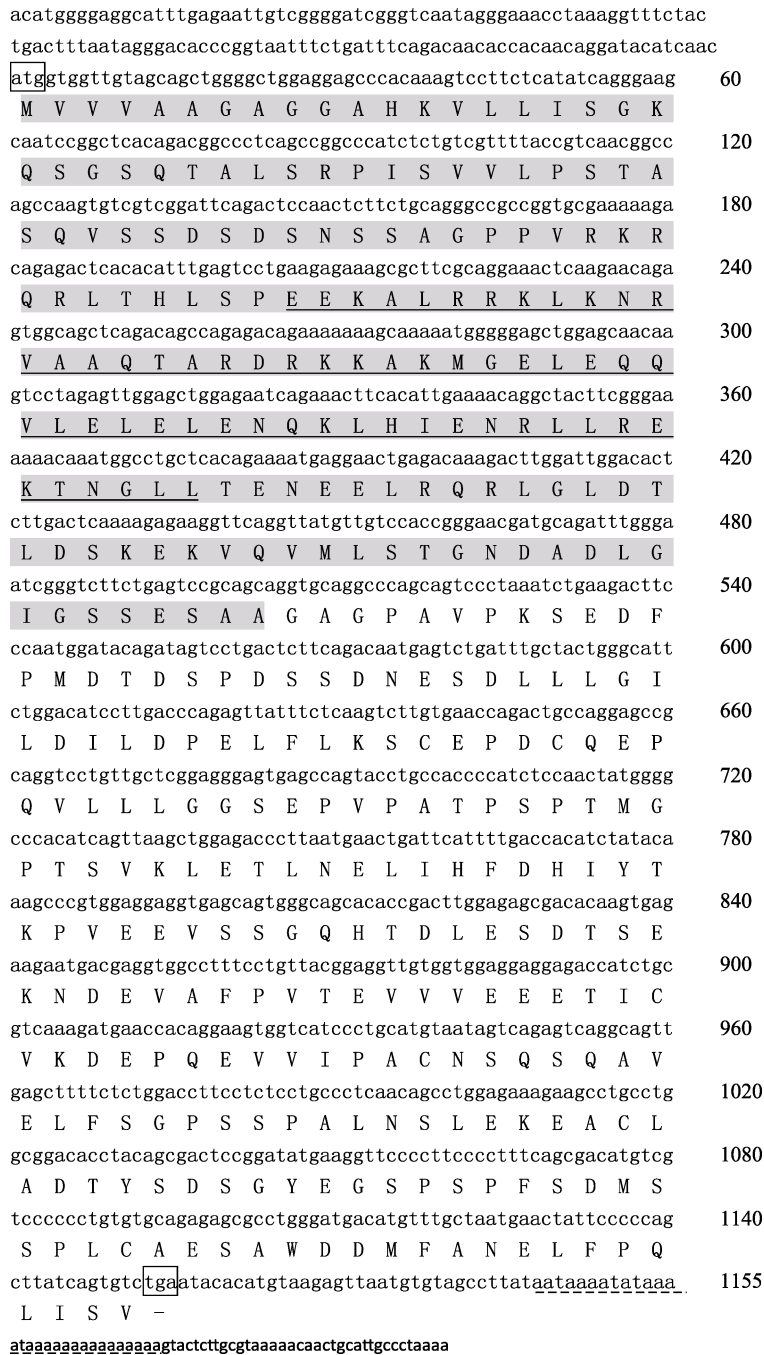 acatggggaggcatttgagaattgtcggggatcgggtcaatagggaaacctaaaggtttctac
tgactttaatagggacacccggtaatttctgatttcagacaacaccacaacaggatacatcaac
atggtggttgtagcagctggggctggaggagcccacaaagtccttctcatatcagggaag 60
M V V V A A G A G G A H K V L L I S G K
caatccggctcacagacggccctcagccggcccatctctgtcgttttaccgtcaacggcc 120
Q S G S Q T A L S R P I S V V L P S T A
agccaagtgtcgtcggattcagactccaactcttctgcagggccgccggtgcgaaaaaga 180
S Q V S S D S D S N S S A G P P V R K R
cagagactcacacatttgagtcctgaagagaaagcgcttcgcaggaaactcaagaacaga 240
Q R L T H L S P E E K A L R R K L K N R
gtggcagctcagacagccagagacagaaaaaaagcaaaaatgggggagctggagcaacaa 300
V A A Q T A R D R K K A K M G E L E Q Q
gtcctagagttggagctggagaatcagaaacttcacattgaaaacaggctacttcgggaa 360
V L E L E L E N Q K L H I E N R L L R E
aaaacaaatggcctgctcacagaaaatgaggaactgagacaaagacttggattggacact 420
K T N G L L T E N E E L R Q R L G L D T
cttgactcaaaagagaaggttcaggttatgttgtccaccgggaacgatgcagatttggga 480
L D S K E K V Q V M L S T G N D A D L G
atcgggtcttctgagtccgcagcaggtgcaggcccagcagtccctaaatctgaagacttc 540
I G S S E S A A G A G P A V P K S E D F
cccaatggatacagatagtcctgactcttcagacaatgagtctgatttgctactgggcatt 600
P M D T D S P D S S D N E S D L L L G I
ctggacatccttgacccagagttatttctcaagtcttgtgaaccagactgccaggagccg 660
L D I L D P E L F L K S C E P D C Q E P
caggtcctgttgctcggagggagtgagccagtacctgccaccccatctccaactatgggg 720
Q V L L L G G S E P V P A T P S P T M G
cccacatcagttaagctggagacccttaatgaactgattcattttgaccacatctataca 780
P T S V K L E T L N E L I H F D H I Y T
aagcccgtggaggaggtgagcagtgggcagcacaccgacttggagagcgacacaagtgag 840
K P V E E V S S G Q H T D L E S D T S E
aagaatgacgaggtggcctttcctgttacggaggttgtggtggaggaggagaccatctgc 900
K N D E V A F P V T E V V V E E E T I C
gtcaaagatgaaccacaggaagtggtcatccctgcatgtaatagtcagagtcaggcagtt 960
V K D E P Q E V V I P A C N S Q S Q A V
gagcttttctctggaccttcctctcctgccctcaacagcctggagaaagaagcctgcctg 1020
E L F S G P S S P A L N S L E K E A C L
gcggacacctacagcgactccggatatgaaggttccccttcccctttcagcgacatgtcg 1080
A D T Y S D S G Y E G S P S P F S D M S
tcccccctgtgtgcagagagcgcctgggatgacatgtttgctaatgaactattcccccag 1140
S P L C A E S A W D D M F A N E L F P Q
cttatcagtgtctgaatacacatgtaagagttaatgtgtagccttataataaaatataaa 1155
L I S V –
ataaaaaaaaaaaaaaagtactcttgcgtaaaaacaactgcattgccctaaaa